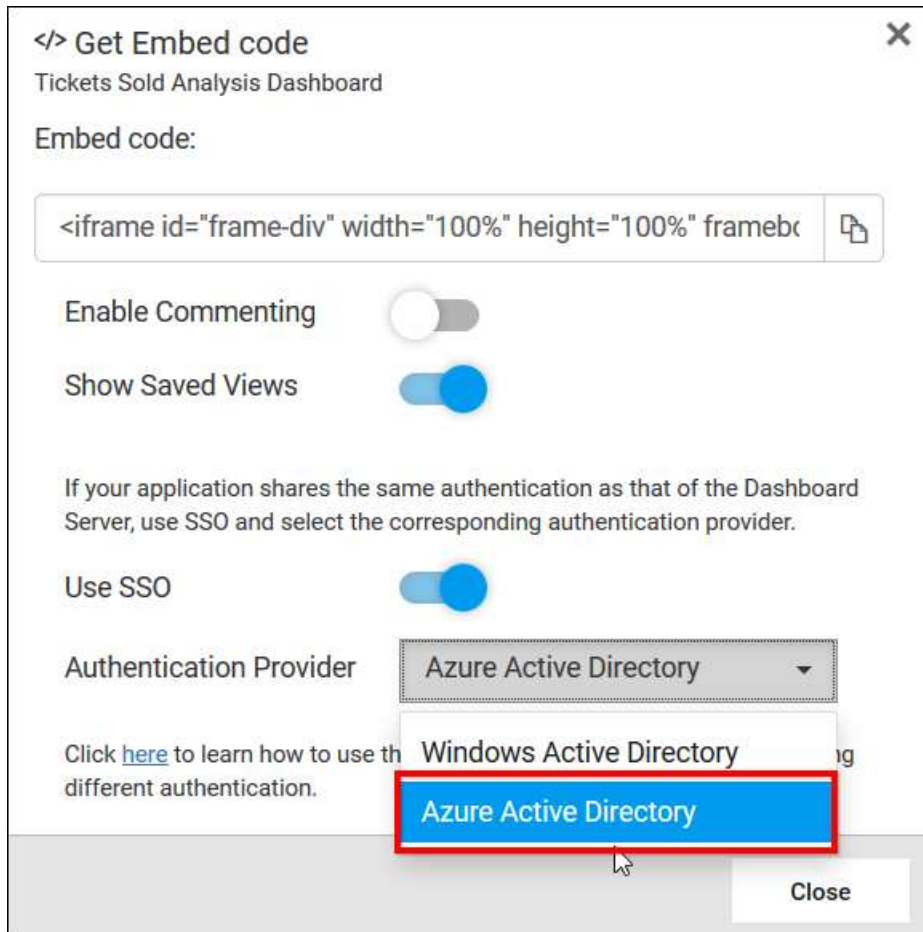 </> Get Embed code
Tickets Sold Analysis Dashboard
Embed code:
<iframe id="frame-div" width="100%" height="100%" framebo
Enable Commenting
Show Saved Views
If your application shares the same authentication as that of the Dashboard
Server, use SSO and select the corresponding authentication provider.
Use SSO
Authentication Provider
Azure Active Directory
Click here to learn how to use th
Windows Active Directory
ng
different authentication.
Azure Active Directory
Close